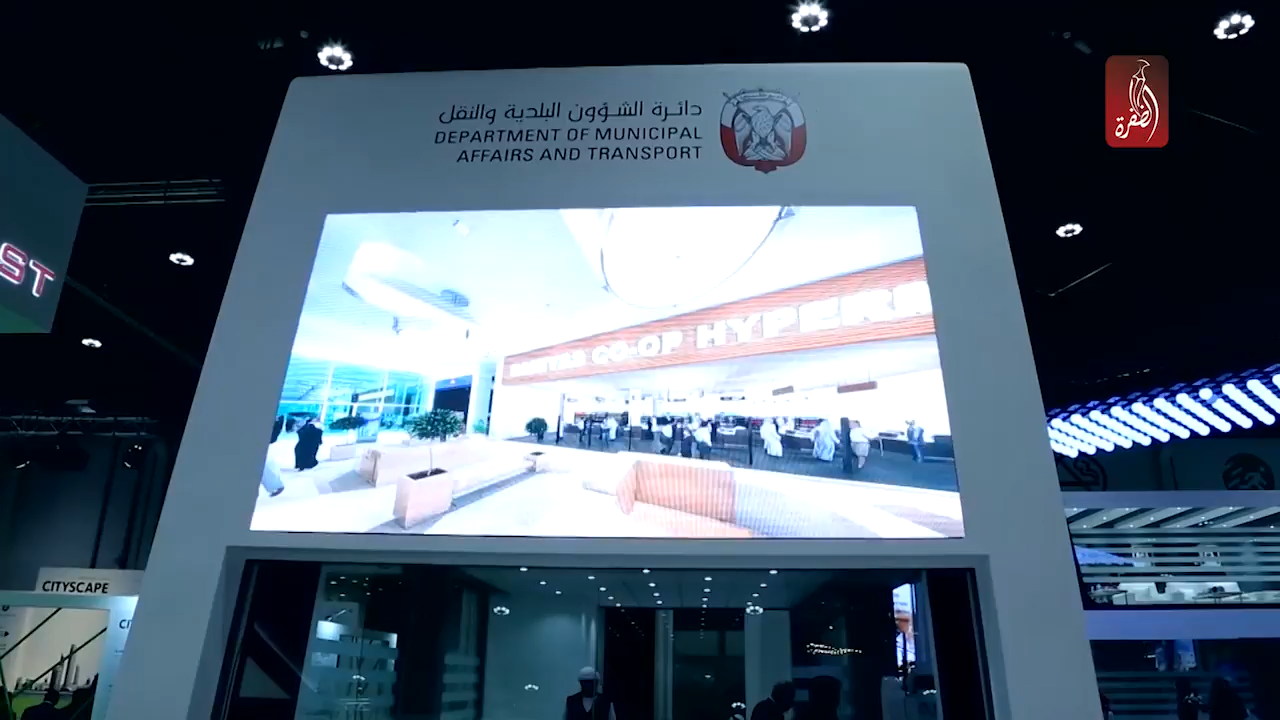 دائرة الشؤون البلدية والنقل
DEPARTMENT OF MUNICIPAL
AFFAIRS AND TRANSPORT
الظفرة
ST
CO-OP HYPER
CITYSCAPE